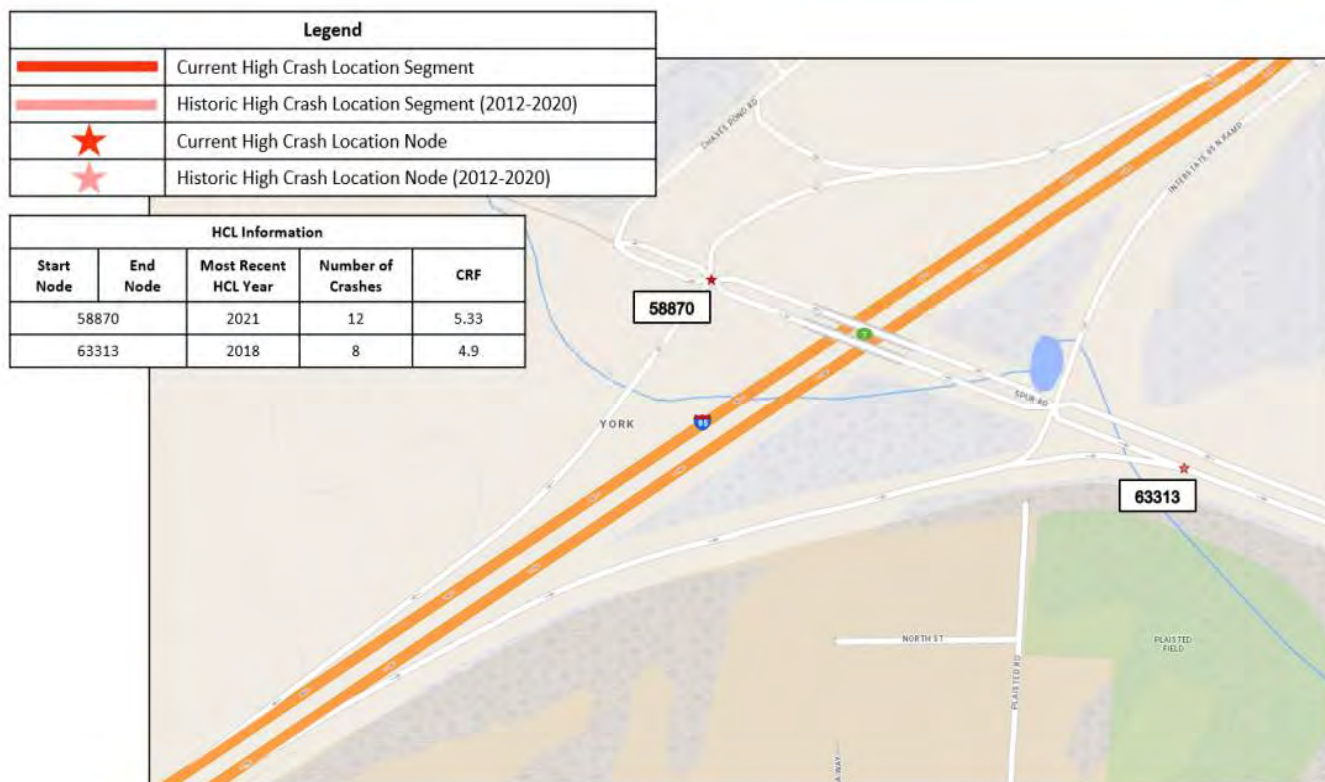 Legend
Current High Crash Location Segment
Historic High Crash Location Segment (2012-2020)
Current High Crash Location Node
Historic High Crash Location Node (2012-2020)
HCL Information
Start Node End Node Most Recent HCL Year Number of Crashes CRF
58870 2021 12 5.33
63313 2018 8 4.9
CHASES POND RD
INTERSTATE 95 N RAMP
58870
7
SPUR RD
YORK
95
63313
NORTH ST
PLAISTED RD
PLAISTED
FIELD